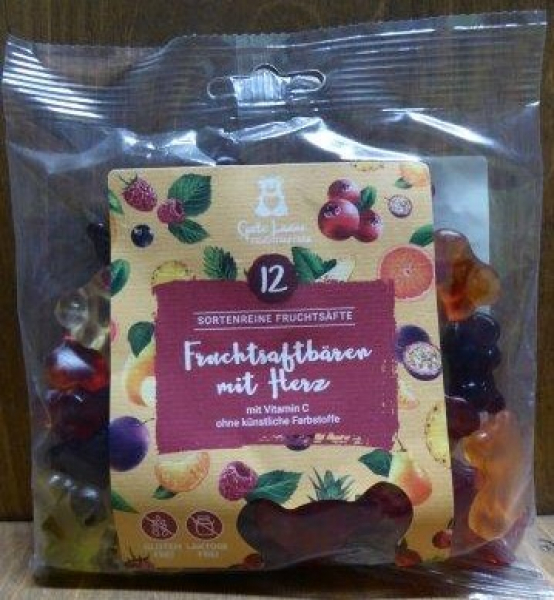 Gute Laune
12
SORTENREINE FRUCHTSÄFTE
Fruchtsaftbären
mit Herz
mit Vitamin C
ohne künstliche Farbstoffe
GLUTEN LAKTOSE
FREI FREI